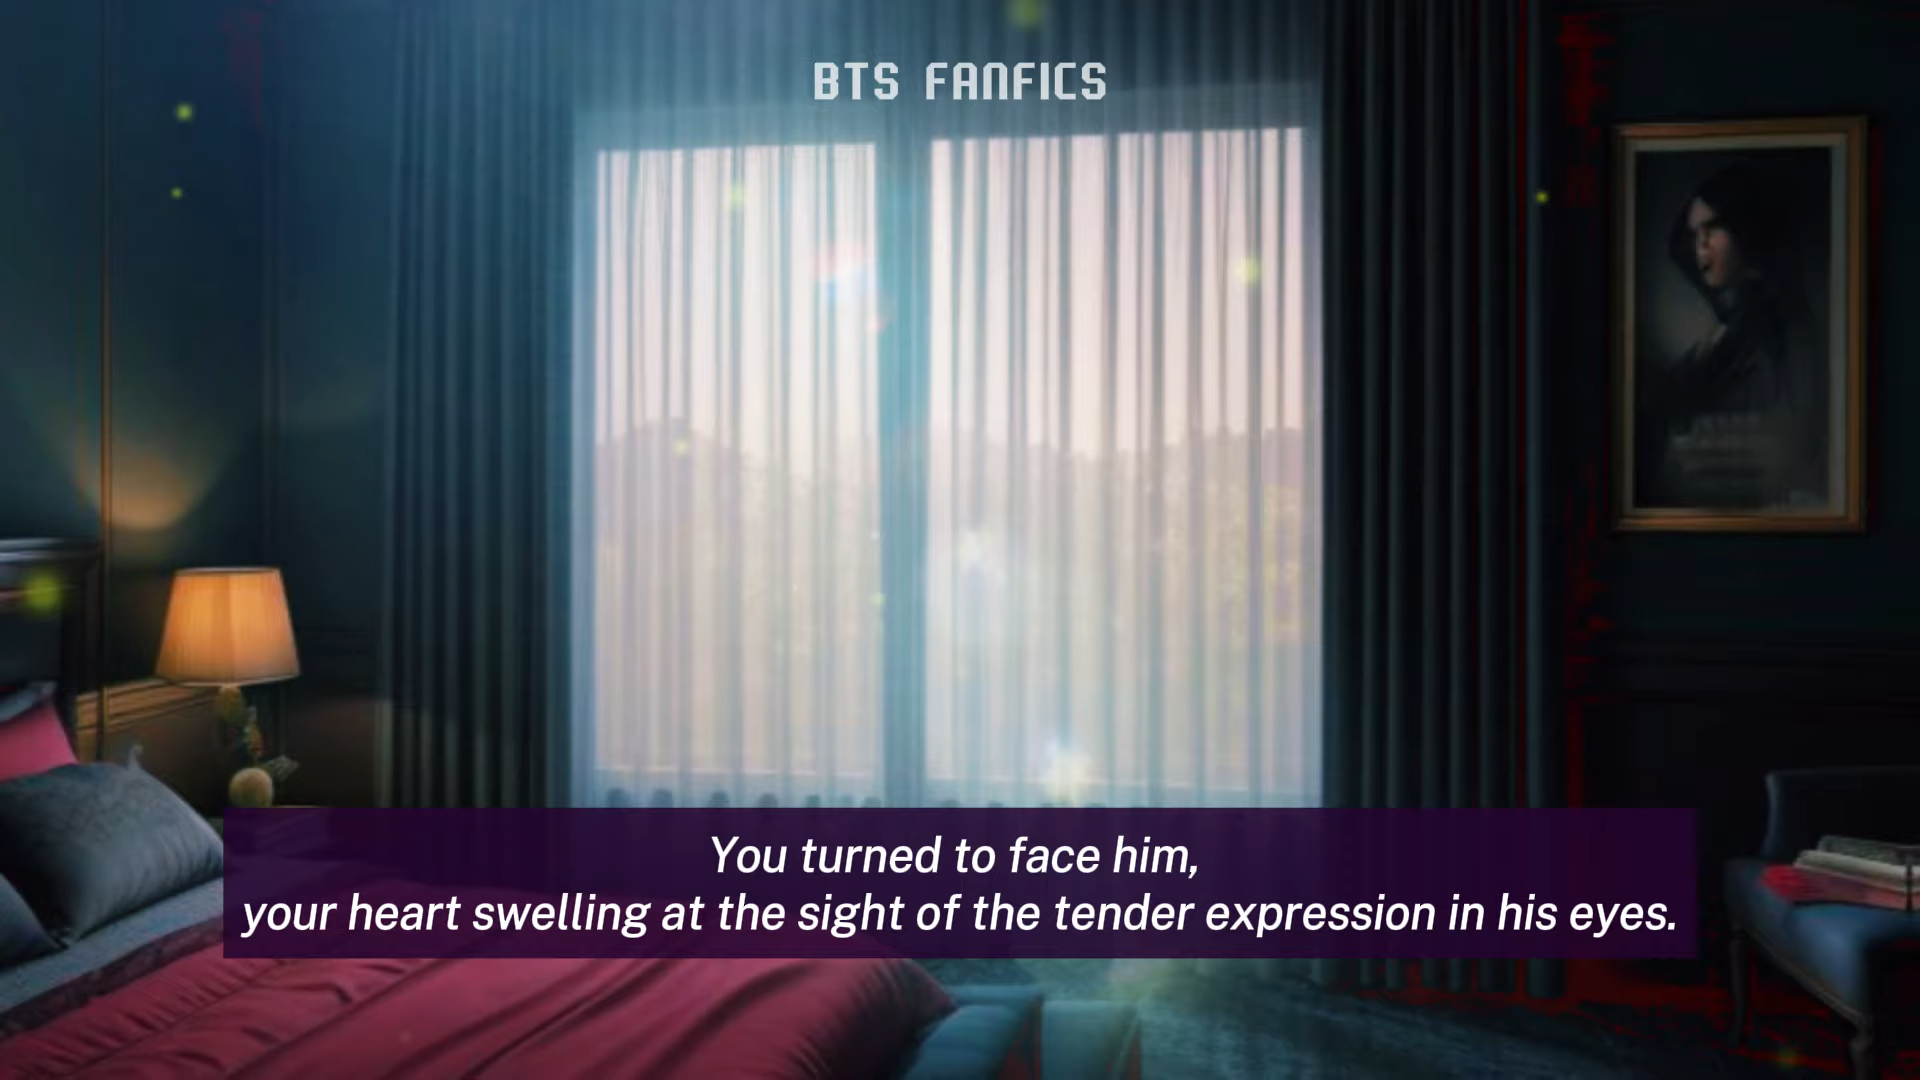 BTS FANFICS
You turned to face him,
your heart swelling at the sight of the tender expression in his eyes.